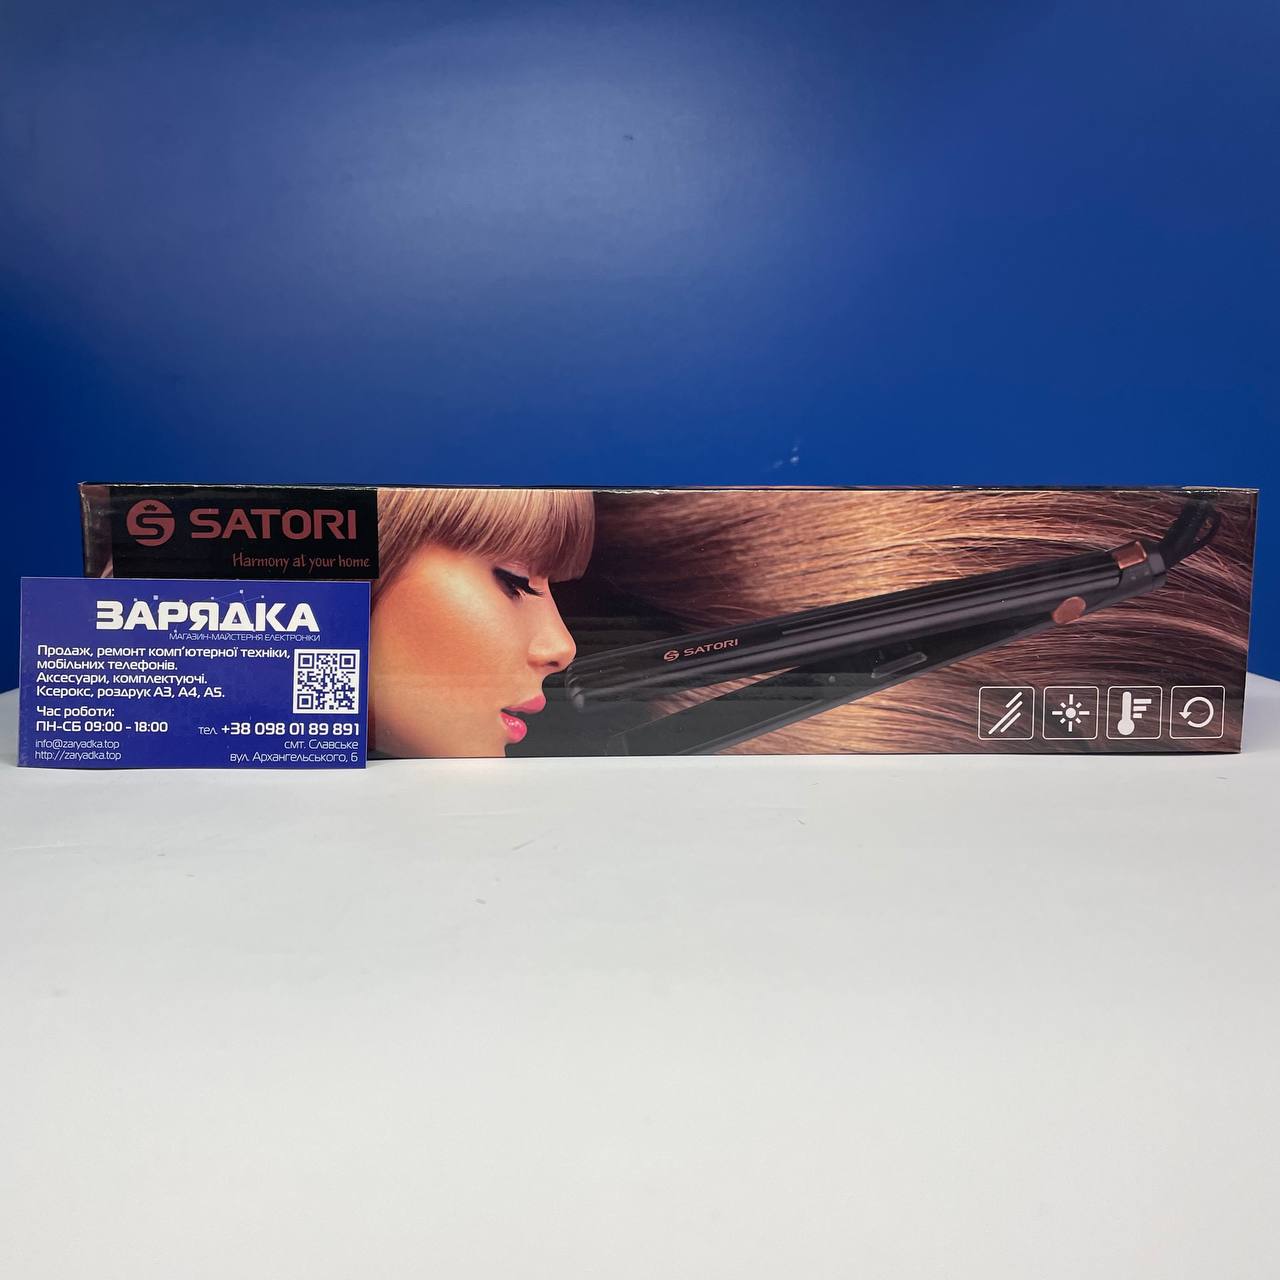 SATORI
Harmony at your home
SATORI
ЗАРЯДКА
МАГАЗИН-МАЙСТЕРНЯ ЕЛЕКТРОНІКИ
Продаж, ремонт комп'ютерної техніки,
мобільних телефонів.
Аксесуари, комплектуючі.
Ксерокс, роздрук А3, А4, А5.
Час роботи:
ПН-СБ 09:00 - 18:00
тел. +38 098 01 89 891
info@zaryadka.top
смт. Славське
http://zaryadka.top
вул. Архангельського, 6